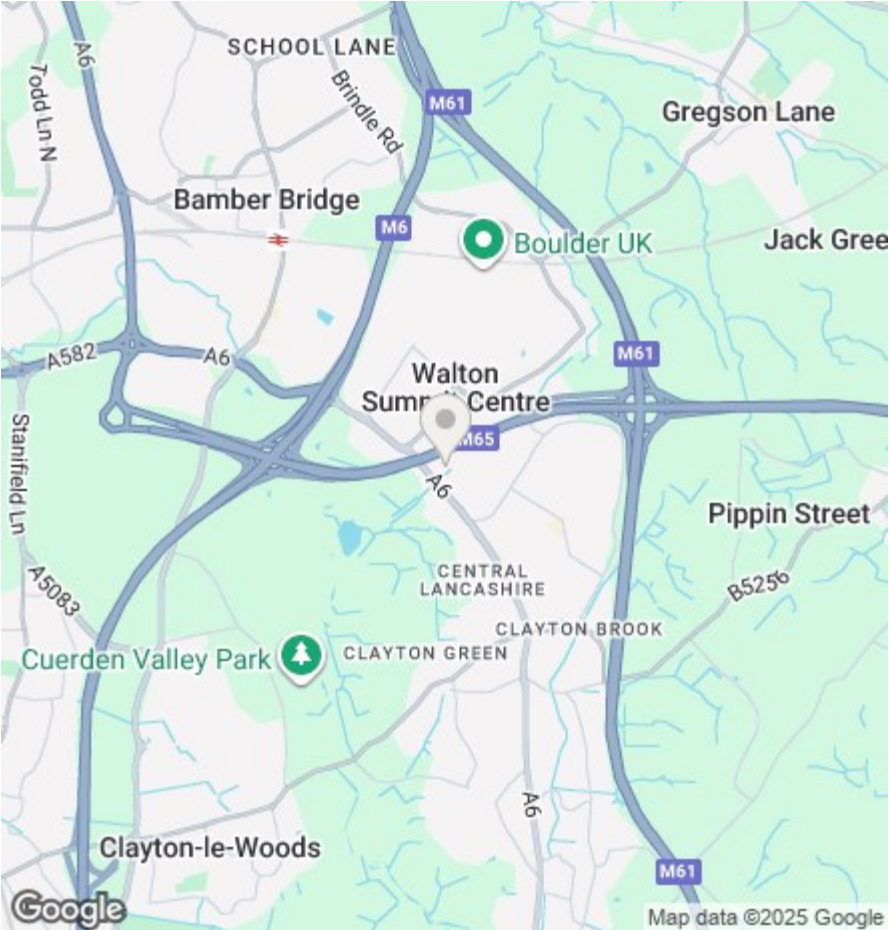 A6
SCHOOL LANE
Todd Ln N
Brindle Rd
M61
Gregson Lane
Bamber Bridge
M6
Boulder UK
Jack Gree
A582
A6
M61
Walton
Summit Centre
M65
Stanifield Ln
A6
Pippin Street
CENTRAL
LANCASHIRE
B5256
A5083
CLAYTON BROOK
Cuerden Valley Park
CLAYTON GREEN
A6
Clayton-le-Woods
M61
Google
Map data ©2025 Google